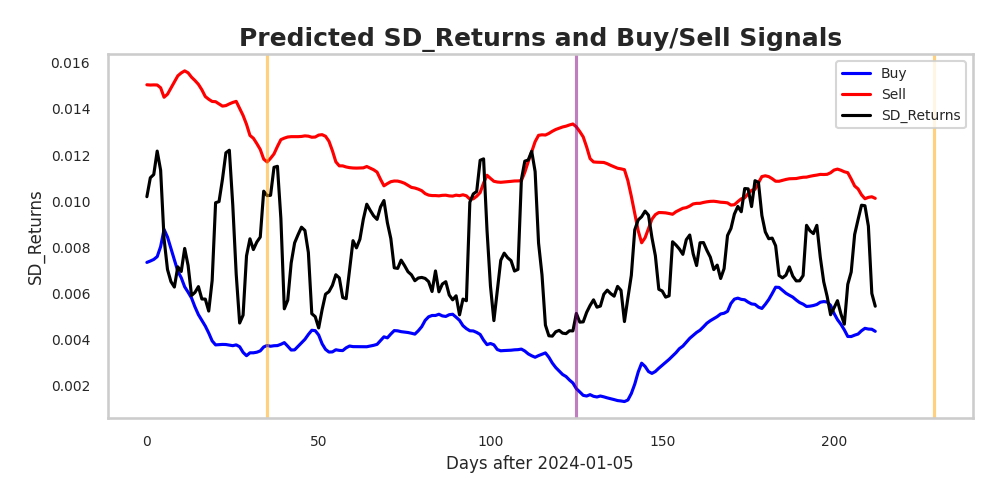 Predicted SD_Returns and Buy/Sell Signals
0.016
0.014
0.012
0.010
0.008
0.006
0.004
0.002
SD_Returns
Buy
Sell
SD_Returns
0
50
100
150
200
Days after 2024-01-05